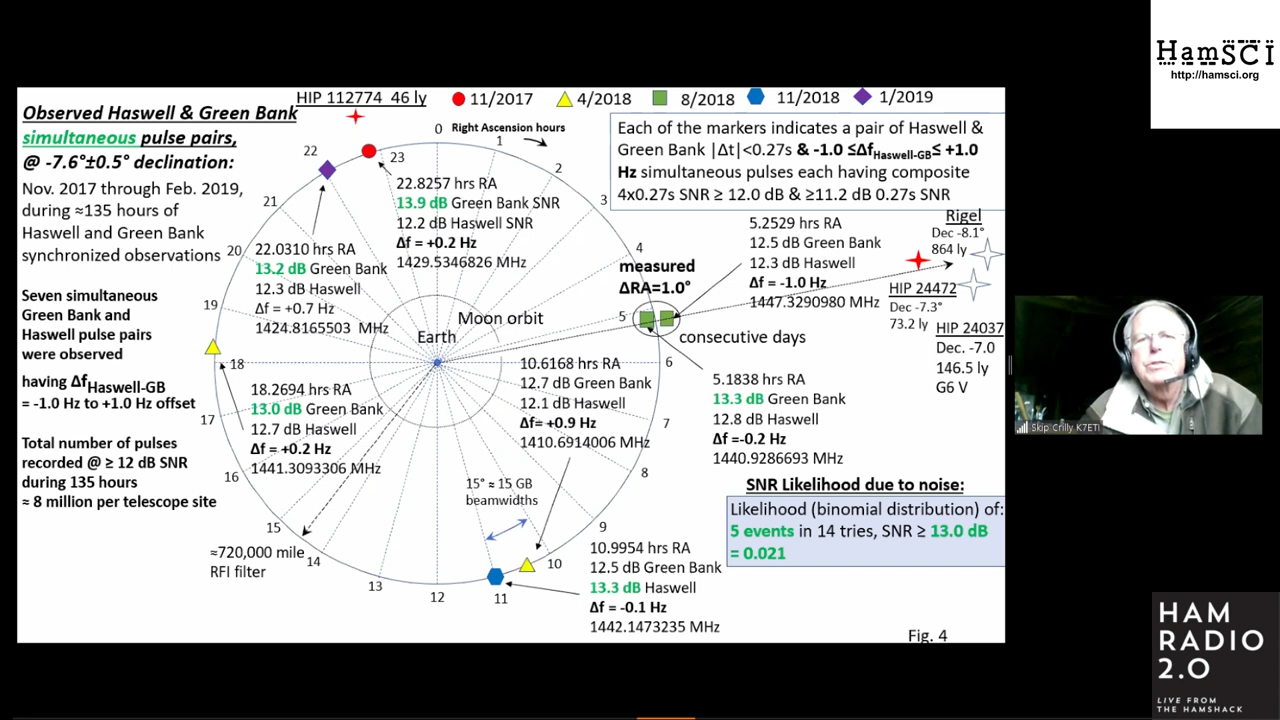 HamSCI
http://hamsci.org
HIP 112774 46 ly
11/2017
4/2018
8/2018
11/2018
1/2019
Observed Haswell & Green Bank
simultaneous pulse pairs,
@ -7.6°±0.5° declination:
Nov. 2017 through Feb. 2019,
during ≈135 hours of
Haswell and Green Bank
synchronized observations
Seven simultaneous
Green Bank and
Haswell pulse pairs
were observed
having ΔfHaswell-GB
= -1.0 Hz to +1.0 Hz offset
Total number of pulses
recorded @ ≥ 12 dB SNR
during 135 hours
≈ 8 million per telescope site
Right Ascension hours
0
1
2
3
4
5
6
7
8
9
10
11
12
13
14
15
16
17
18
19
20
21
22
23
Each of the markers indicates a pair of Haswell &
Green Bank |Δt|<0.27s & -1.0 ≤ΔfHaswell-GB≤ +1.0
Hz simultaneous pulses each having composite
4x0.27s SNR ≥ 12.0 dB & ≥11.2 dB 0.27s SNR
22.8257 hrs RA
13.9 dB Green Bank SNR
12.2 dB Haswell SNR
Δf = +0.2 Hz
1429.5346826 MHz
22.0310 hrs RA
13.2 dB Green Bank
12.3 dB Haswell
Δf = +0.7 Hz
1424.8165503 MHz
5.2529 hrs RA
12.5 dB Green Bank
12.3 dB Haswell
Δf = -1.0 Hz
1447.3290980 MHz
measured
ΔRA=1.0°
consecutive days
Rigel
Dec -8.1°
864 ly
HIP 24472
Dec -7.3°
73.2 ly
HIP 24037
Dec. -7.0
146.5 ly
G6 V
Moon orbit
Earth
18.2694 hrs RA
13.0 dB Green Bank
12.7 dB Haswell
Δf = +0.2 Hz
1441.3093306 MHz
10.6168 hrs RA
12.7 dB Green Bank
12.1 dB Haswell
Δf= +0.9 Hz
1410.6914006 MHz
5.1838 hrs RA
13.3 dB Green Bank
12.8 dB Haswell
Δf =-0.2 Hz
1440.9286693 MHz
15° ≈ 15 GB
beamwidths
≈720,000 mile
RFI filter
10.9954 hrs RA
12.5 dB Green Bank
13.3 dB Haswell
Δf = -0.1 Hz
1442.1473235 MHz
SNR Likelihood due to noise:
Likelihood (binomial distribution) of:
5 events in 14 tries, SNR ≥ 13.0 dB
= 0.021
Fig. 4
Skip Crilly K7ETI
HAM
RADIO
2.0
LIVE FROM
THE HAMSHACK